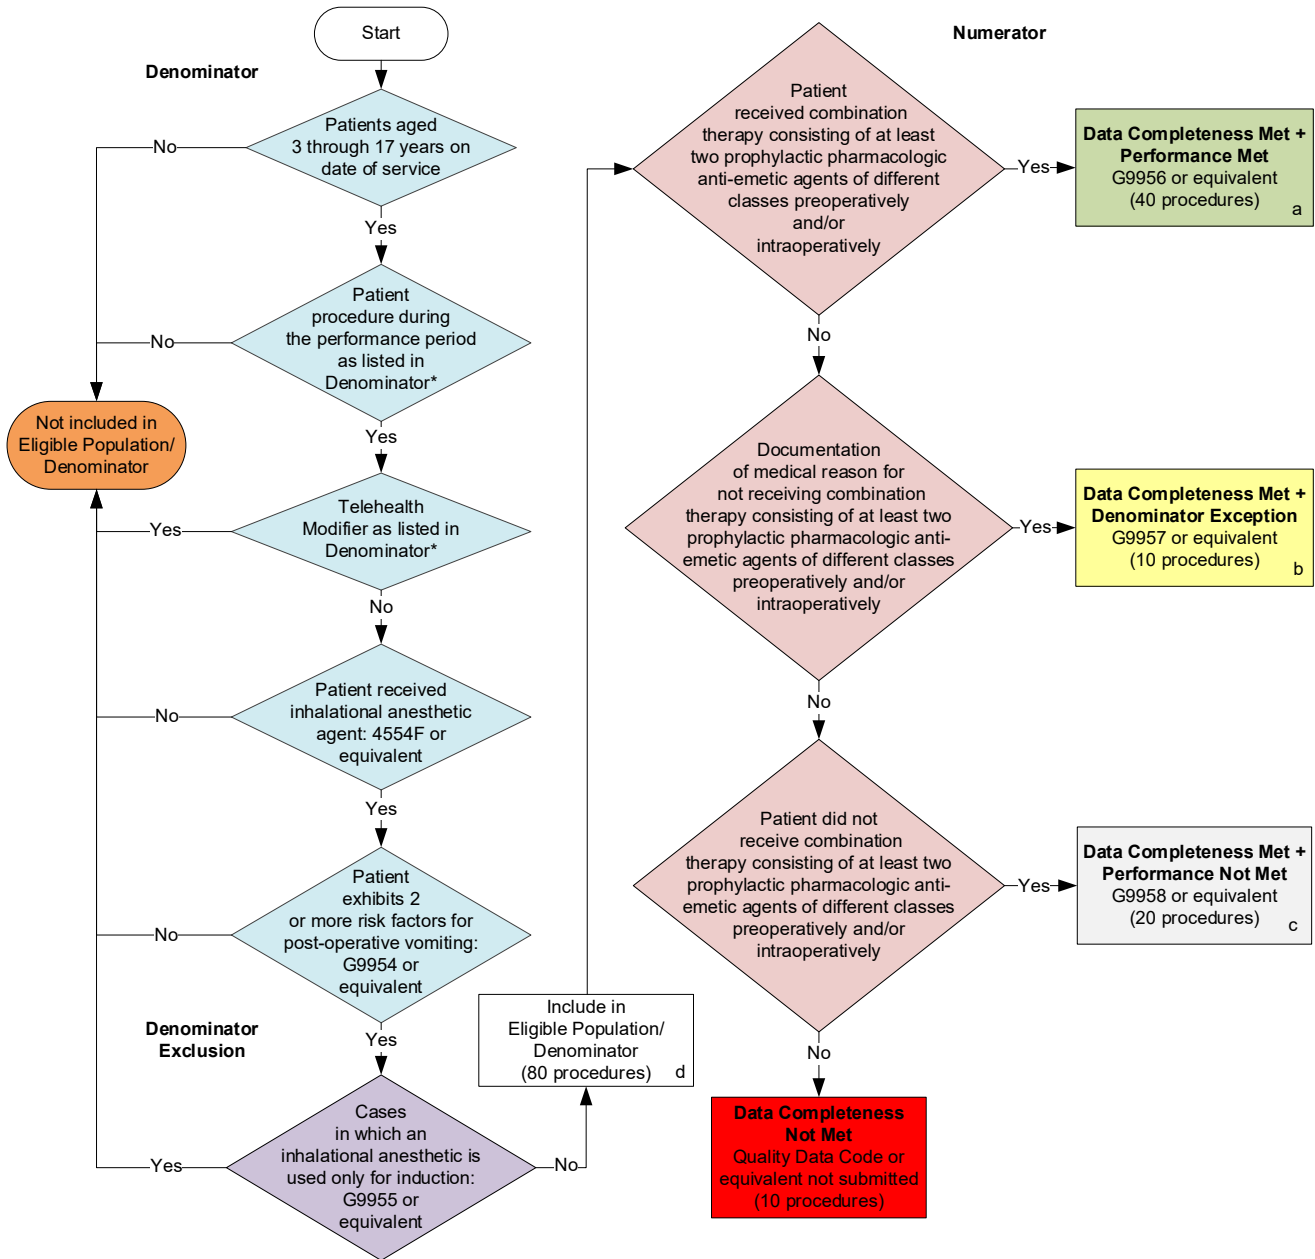 Start
Denominator
Patients aged
3 through 17 years on
date of service
No
Yes
Patient
procedure during
the performance period
as listed in
Denominator*
No
Yes
Not included in
Eligible Population/
Denominator
Telehealth
Modifier as listed in
Denominator*
Yes
No
Patient received
inhalational anesthetic
agent: 4554F or
equivalent
No
Yes
Patient
exhibits 2
or more risk factors for
post-operative vomiting:
G9954 or
equivalent
No
Yes
Denominator
Exclusion
Cases
in which an
inhalational anesthetic is
used only for induction:
G9955 or
equivalent
Yes
No
Include in
Eligible Population/
Denominator
(80 procedures)
d
Numerator
Patient
received combination
therapy consisting of at least
two prophylactic pharmacologic
anti-emetic agents of different
classes preoperatively
and/or
intraoperatively
Yes
Data Completeness Met +
Performance Met
G9956 or equivalent
(40 procedures)
a
No
Documentation
of medical reason for
not receiving combination
therapy consisting of at least two
prophylactic pharmacologic anti-
emetic agents of different classes
preoperatively and/or
intraoperatively
Yes
Data Completeness Met +
Denominator Exception
G9957 or equivalent
(10 procedures)
b
No
Patient did not
receive combination
therapy consisting of at least two
prophylactic pharmacologic anti-
emetic agents of different classes
preoperatively and/or
intraoperatively
Yes
Data Completeness Met +
Performance Not Met
G9958 or equivalent
(20 procedures)
c
No
Data Completeness
Not Met
Quality Data Code or
equivalent not submitted
(10 procedures)